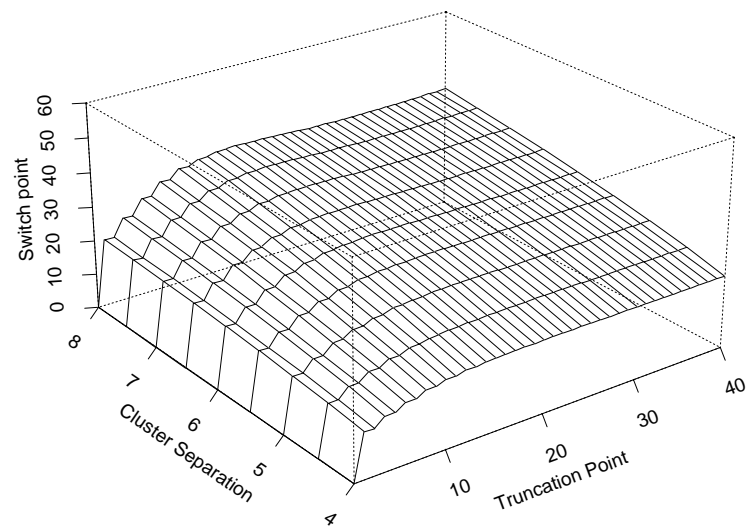 Switch point
0 10 20 30 40 50 60
Cluster Separation
8 7 6 5 4
Truncation Point
10 20 30 40